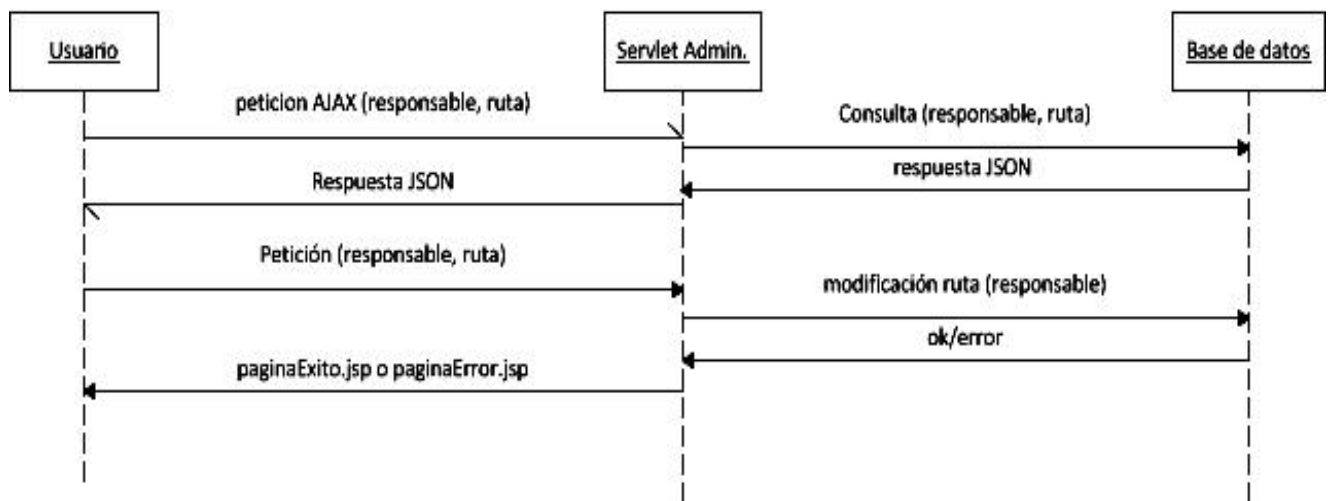 Usuario
Servlet Admin.
Base de datos
peticion AJAX (responsable, ruta)
Consulta (responsable, ruta)
respuesta JSON
Respuesta JSON
Petición (responsable, ruta)
modificación ruta (responsable)
ok/error
paginaExito.jsp o paginaError.jsp